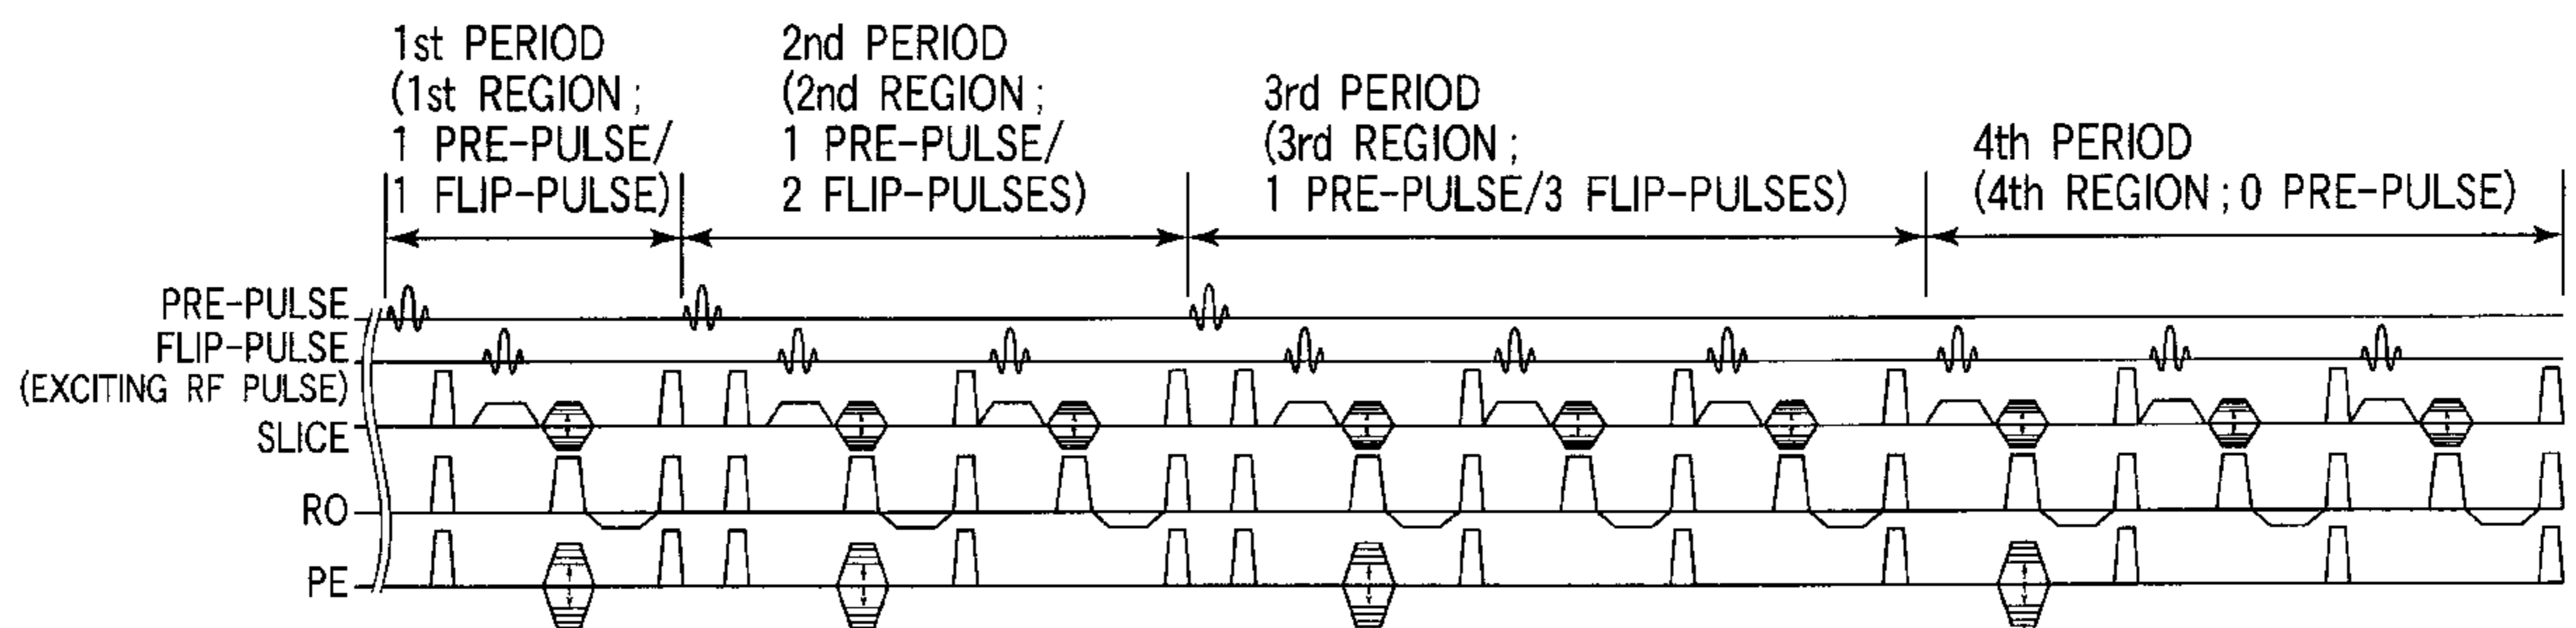 1st PERIOD
(1st REGION;
1 PRE-PULSE/
1 FLIP-PULSE)
2nd PERIOD
(2nd REGION;
1 PRE-PULSE/
2 FLIP-PULSES)
3rd PERIOD
(3rd REGION;
1 PRE-PULSE/3 FLIP-PULSES)
4th PERIOD
(4th REGION; 0 PRE-PULSE)
PRE-PULSE
FLIP-PULSE
(EXCITING RF PULSE)
SLICE
RO
PE